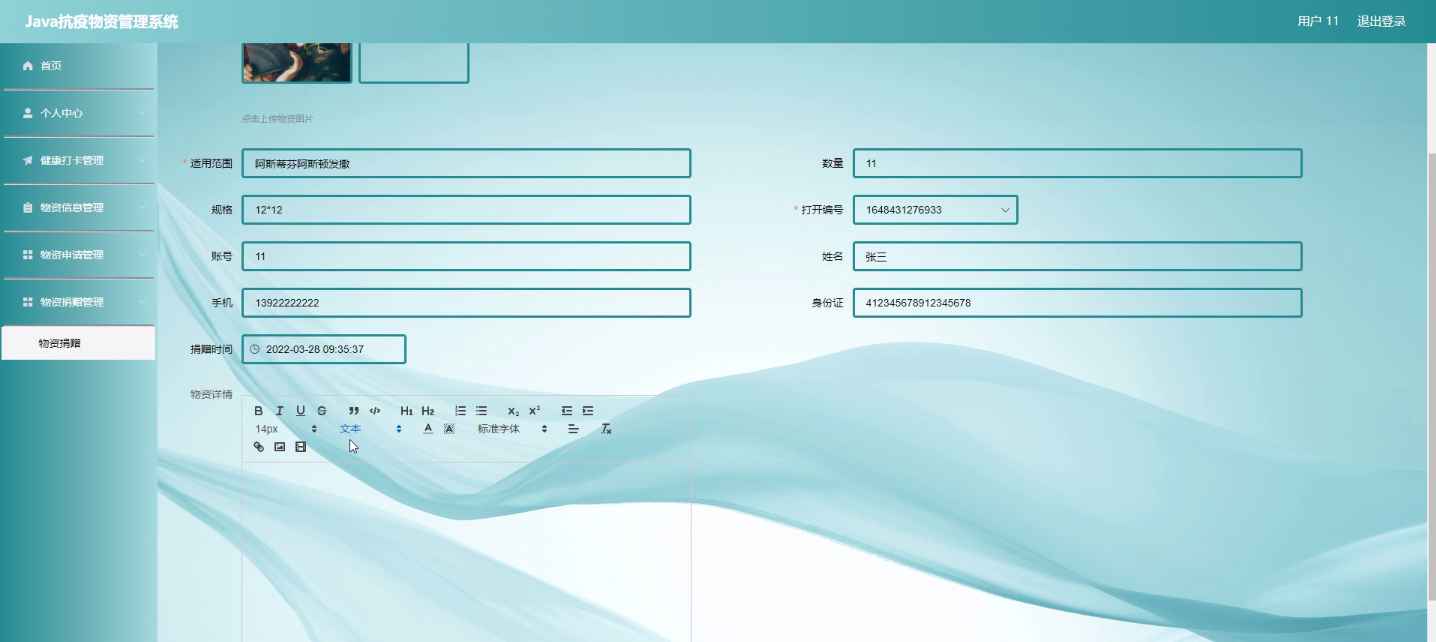 Java抗疫物资管理系统
用户 11 退出登录
首页
个人中心
健康打卡管理
物资信息管理
物资申请管理
物资捐赠管理
物资捐赠
点击上传物资图片
* 适用范围 阿斯蒂芬阿斯顿发撒 数量 11
规格 12*12 * 打开编号 1648431276933
账号 11 姓名 张三
手机 13922222222 身份证 412345678912345678
捐赠时间 2022-03-28 09:35:37
物资详情
B I U S H1 H2 X2 X2
14px 文本 A A 标准字体 Tx